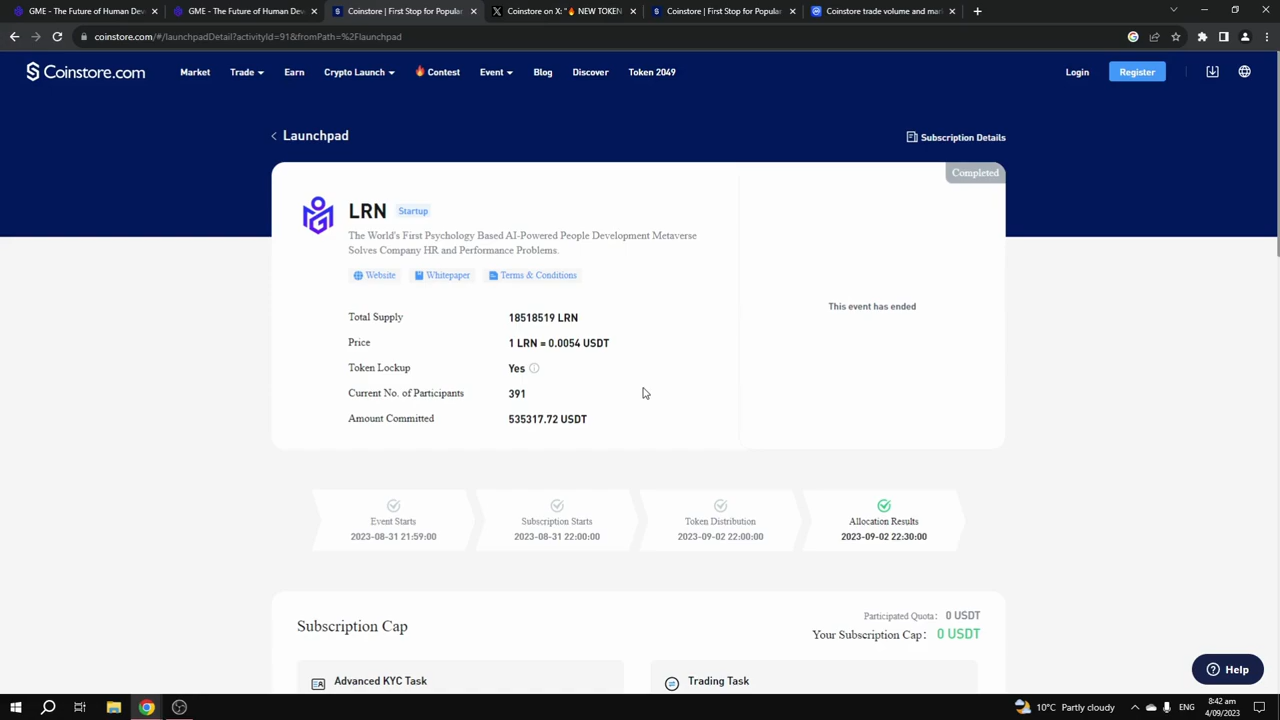 GME - The Future of Human Dev
GME - The Future of Human Dev
Coinstore | First Stop for Popular
Coinstore on X: "🔥 NEW TOKEN
Coinstore | First Stop for Popular
Coinstore trade volume and mark
coinstore.com/#/launchpadDetail?activityId=91&fromPath=%2Flaunchpad
Coinstore.com
Market
Trade
Earn
Crypto Launch
Contest
Event
Blog
Discover
Token 2049
Login
Register
Launchpad
Subscription Details
Completed
LRN
Startup
The World's First Psychology Based AI-Powered People Development Metaverse
Solves Company HR and Performance Problems.
Website
Whitepaper
Terms & Conditions
Total Supply
18518519 LRN
Price
1 LRN = 0.0054 USDT
Token Lockup
Yes
Current No. of Participants
391
Amount Committed
535317.72 USDT
This event has ended
Event Starts
2023-08-31 21:59:00
Subscription Starts
2023-08-31 22:00:00
Token Distribution
2023-09-02 22:00:00
Allocation Results
2023-09-02 22:30:00
Subscription Cap
Participated Quota: 0 USDT
Your Subscription Cap: 0 USDT
Advanced KYC Task
Trading Task
Help
10°C Partly cloudy
ENG
8:42 am
4/09/2023